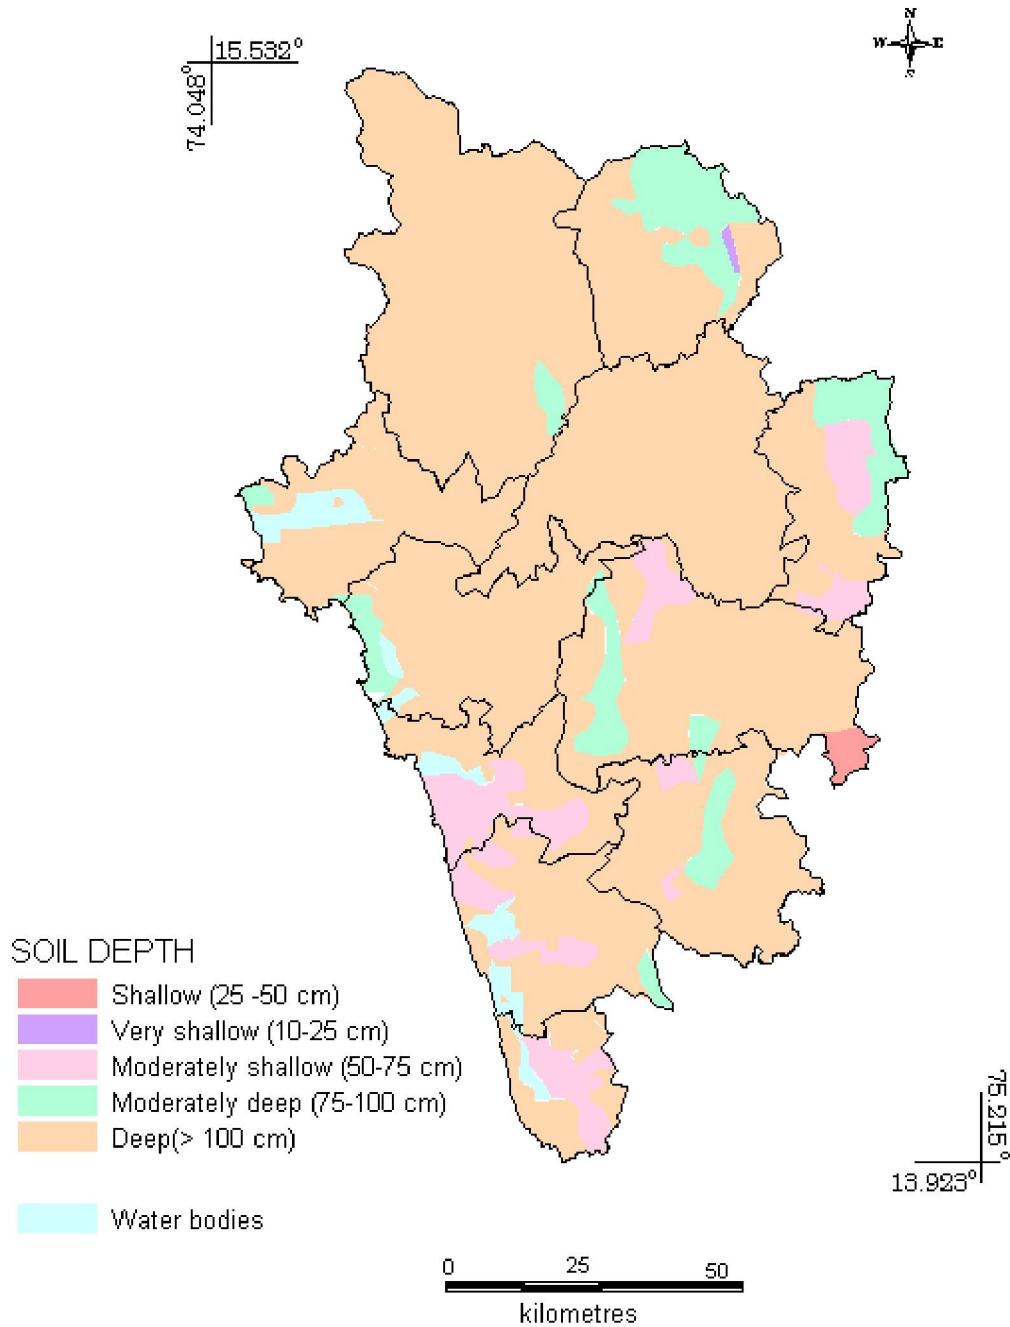 N
W E
s
15.532°
74.048°
SOIL DEPTH
Shallow (25 -50 cm)
Very shallow (10-25 cm)
Moderately shallow (50-75 cm)
Moderately deep (75-100 cm)
Deep(> 100 cm)
Water bodies
75.215°
13.923°
0 25 50
kilometres